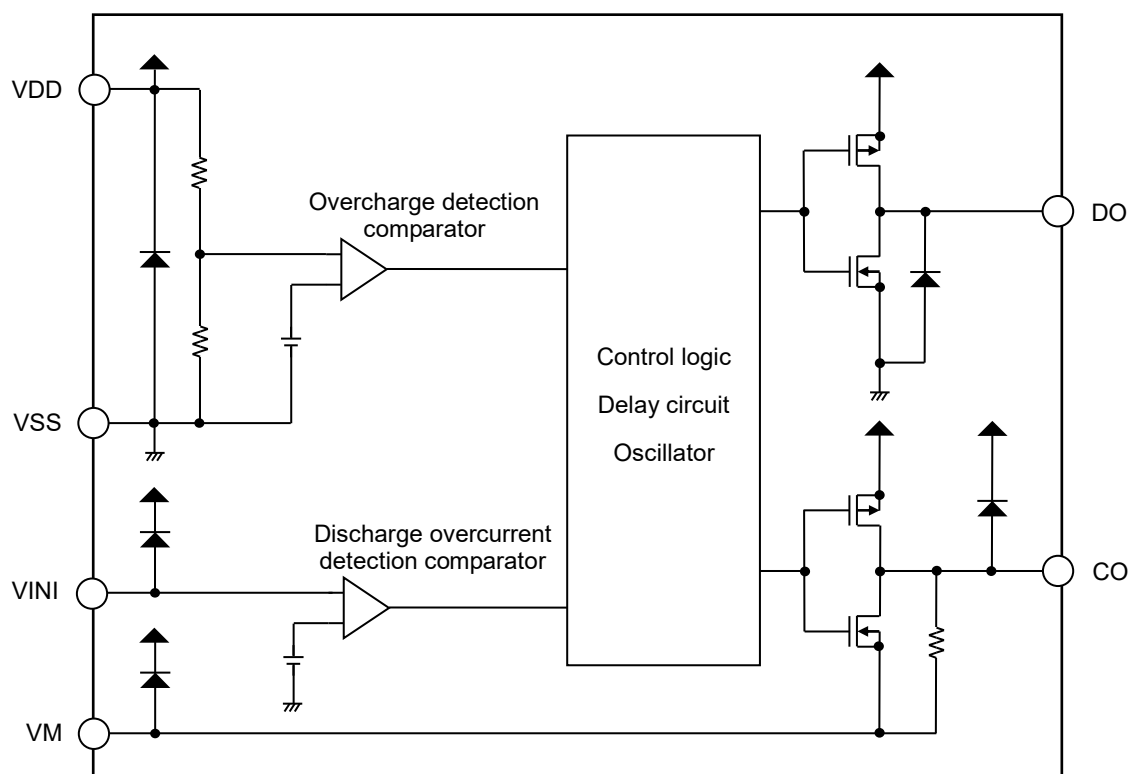 VDD
Overcharge detection
comparator
DO
Control logic
Delay circuit
Oscillator
VSS
Discharge overcurrent
detection comparator
VINI
CO
VM